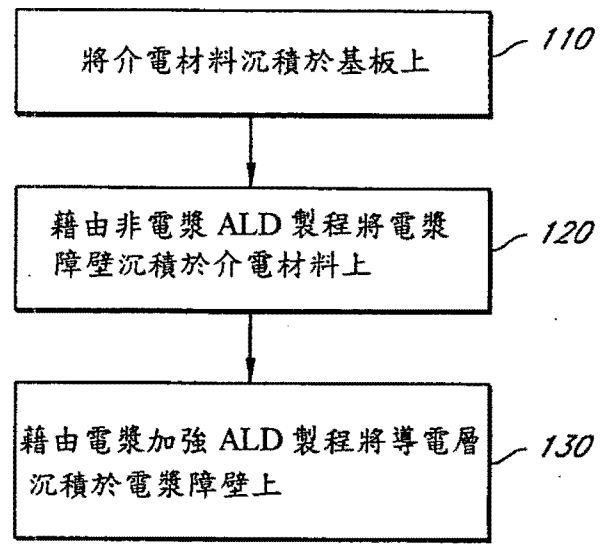 將介電材料沉積於基板上
110
藉由非電漿 ALD 製程將電漿
障壁沉積於介電材料上
120
藉由電漿加強 ALD 製程將導電層
沉積於電漿障壁上
130